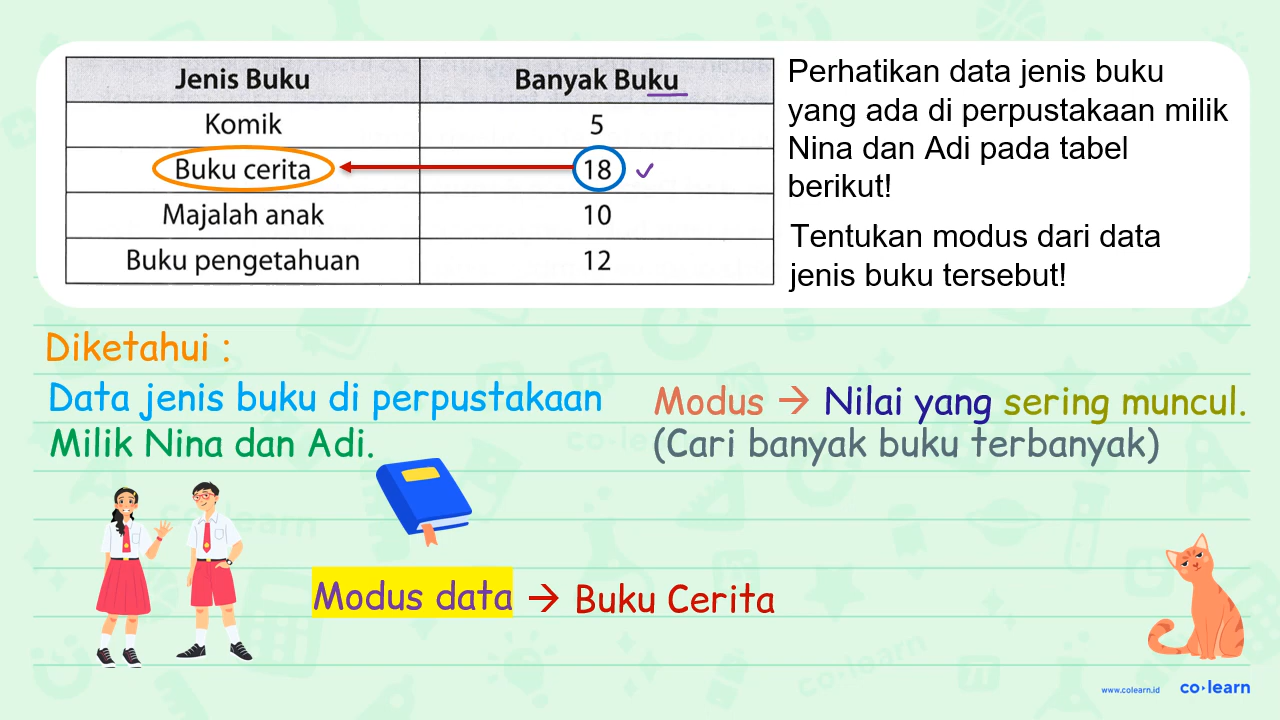 Jenis Buku Banyak Buku
Komik 5
Buku cerita 18
Majalah anak 10
Buku pengetahuan 12
Perhatikan data jenis buku
yang ada di perpustakaan milik
Nina dan Adi pada tabel
berikut!
Tentukan modus dari data
jenis buku tersebut!
Diketahui :
Data jenis buku di perpustakaan
Milik Nina dan Adi.
Modus → Nilai yang sering muncul.
(Cari banyak buku terbanyak)
Modus data → Buku Cerita
www.colearn.id co·learn